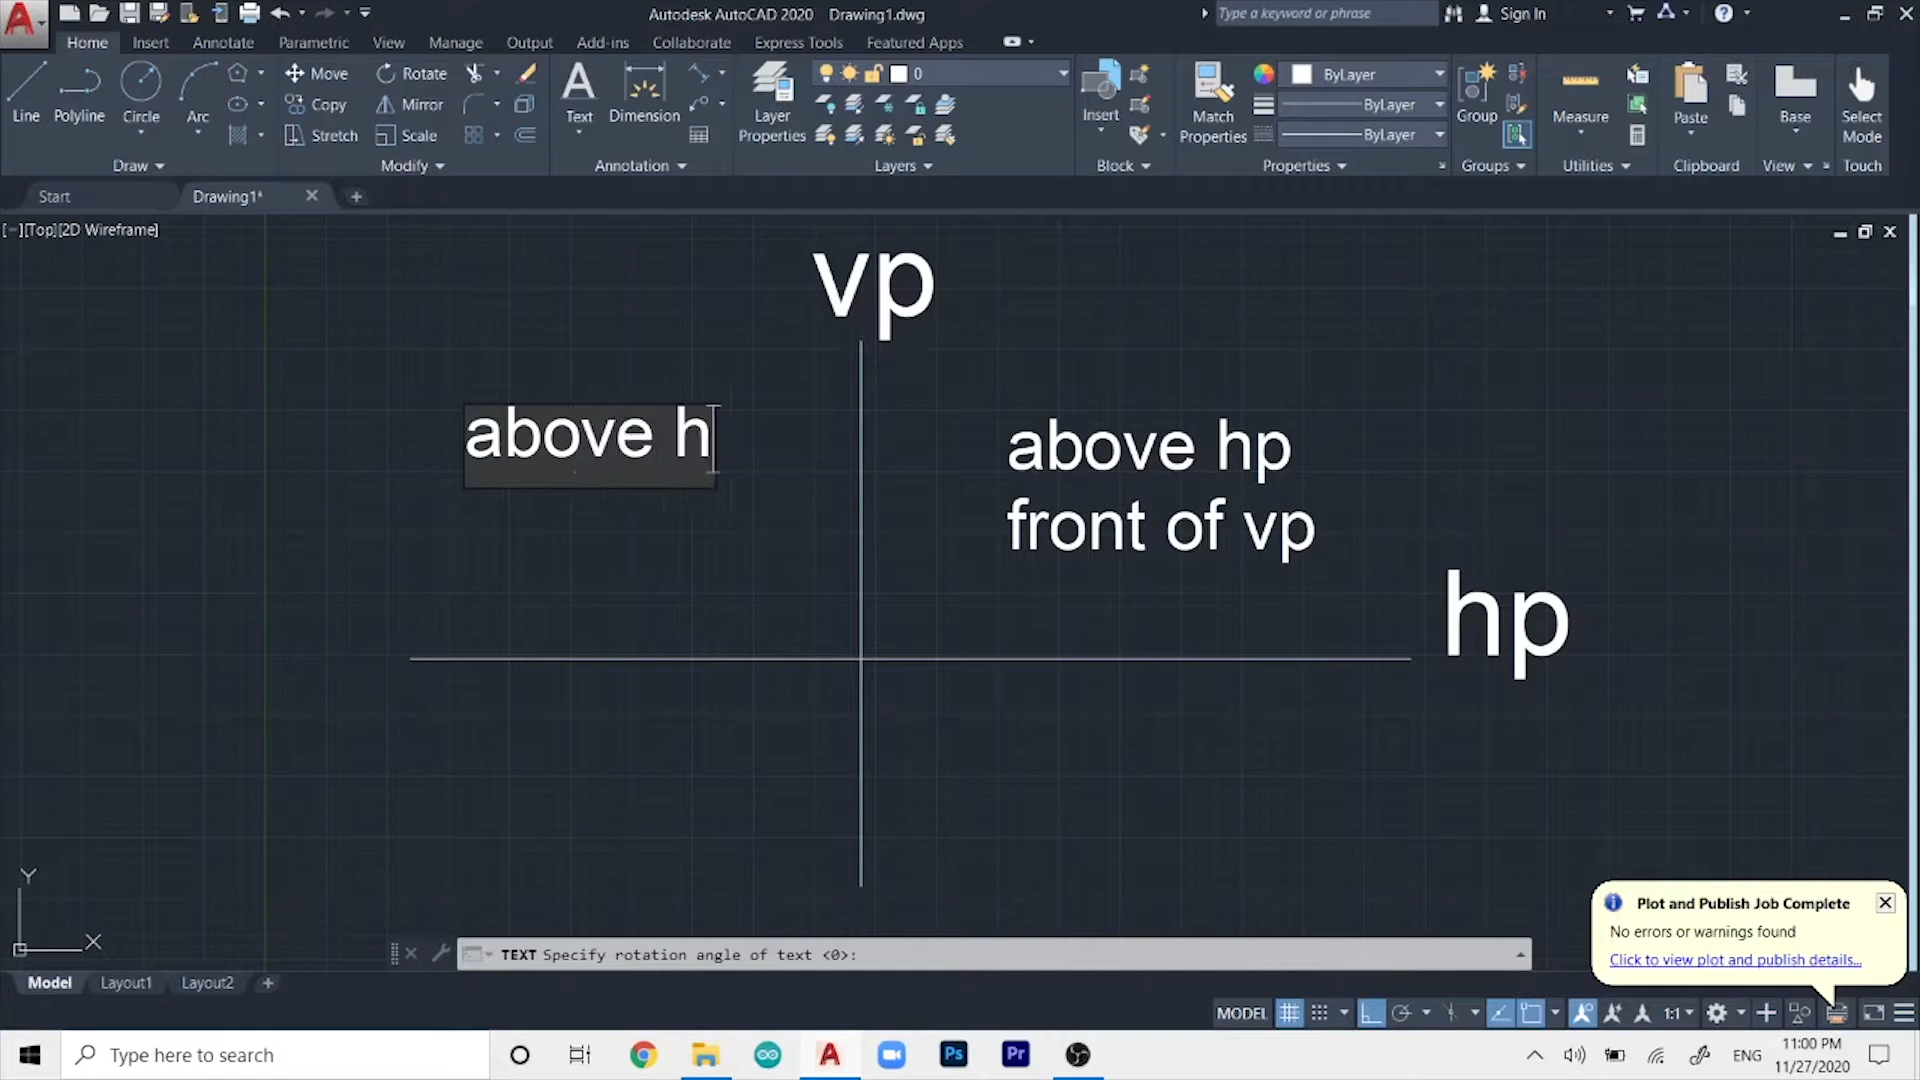 Autodesk AutoCAD 2020 Drawing1.dwg
Type a keyword or phrase
Sign In
Home Insert Annotate Parametric View Manage Output Add-ins Collaborate Express Tools Featured Apps
Line Polyline Circle Arc
Move Rotate
Copy Mirror
Stretch Scale
Text Dimension
Layer Properties
0
Insert
Match Properties
ByLayer
ByLayer
ByLayer
Group
Measure
Paste
Base
Select Mode
Draw Modify Annotation Layers Block Properties Groups Utilities Clipboard View Touch
Start Drawing1*
[-][Top][2D Wireframe]
vp
above h
above hp
front of vp
hp
Y
X
TEXT Specify rotation angle of text <0>:
Plot and Publish Job Complete
No errors or warnings found
Click to view plot and publish details...
Model Layout1 Layout2
MODEL 1:1
Type here to search
Ps Pr
ENG
11:00 PM
11/27/2020